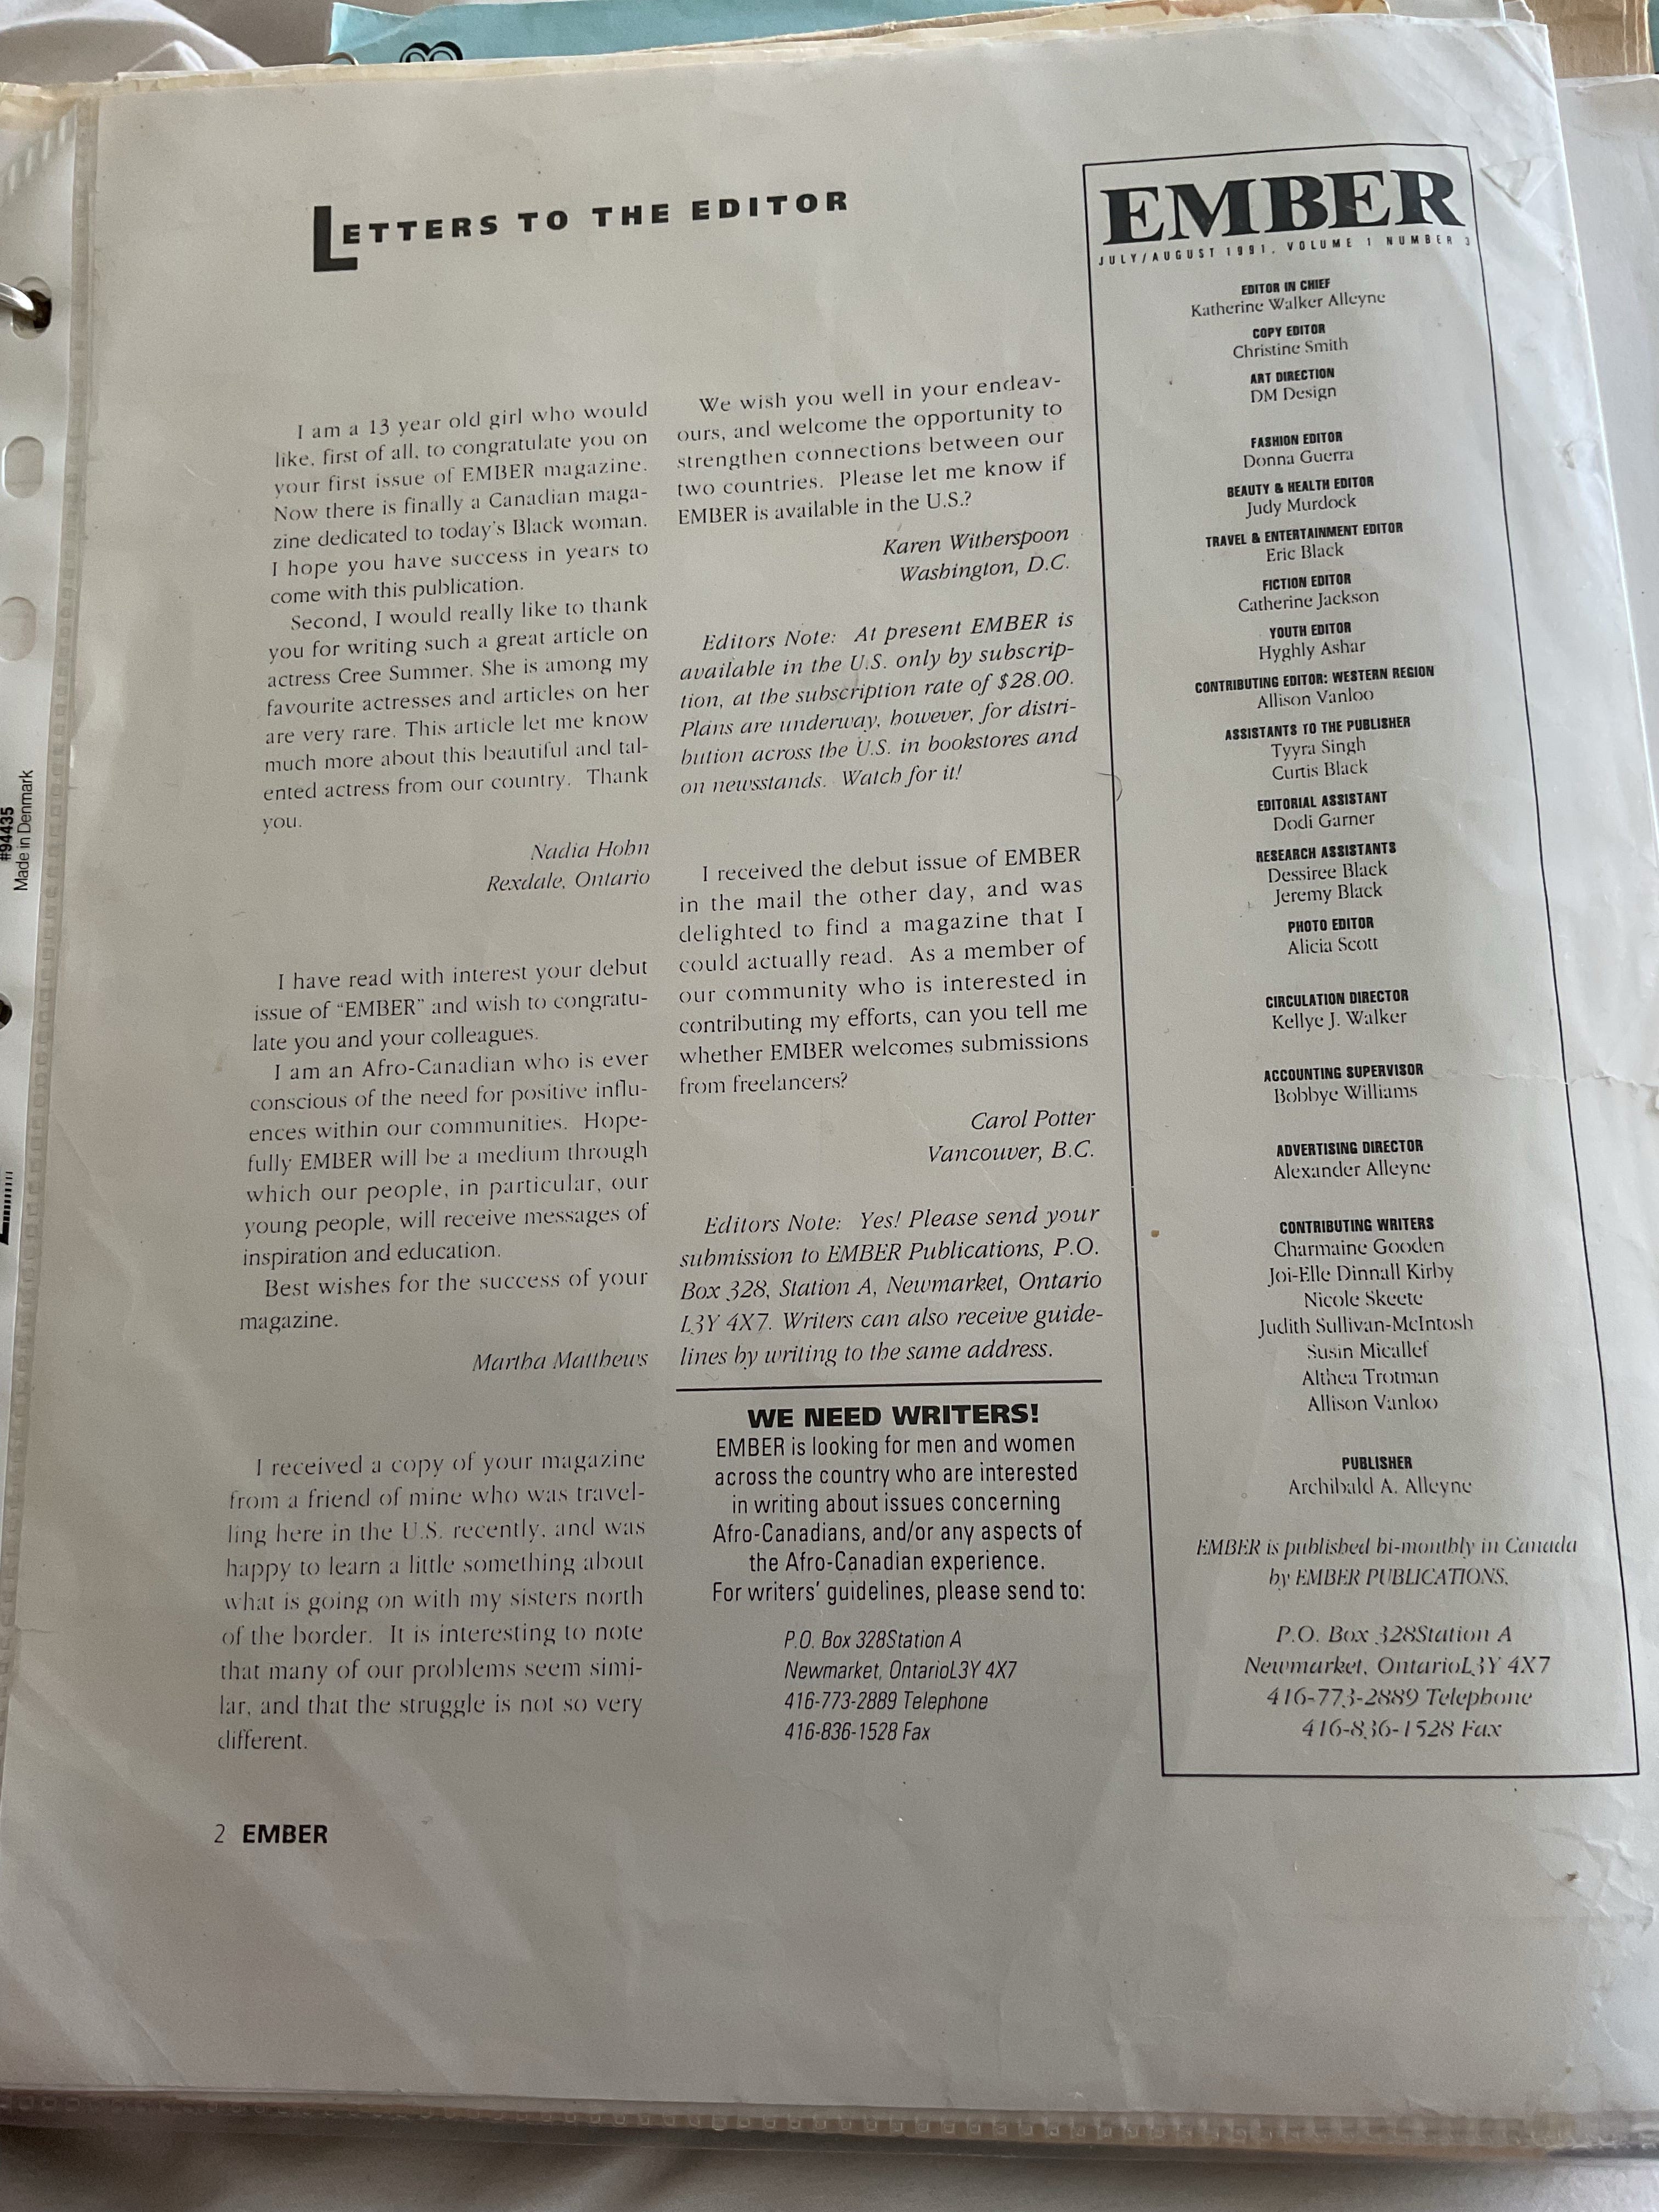 LETTERS TO THE EDITOR
I am a 13 year old girl who would
like, first of all, to congratulate you on
your first issue of EMBER magazine.
Now there is finally a Canadian maga-
zine dedicated to today's Black woman.
I hope you have success in years to
come with this publication.
Second, I would really like to thank
you for writing such a great article on
actress Cree Summer. She is among my
favourite actresses and articles on her
are very rare. This article let me know
much more about this beautiful and tal-
ented actress from our country. Thank
you.
Nadia Hohn
Rexdale, Ontario
I have read with interest your debut
issue of “EMBER” and wish to congratu-
late you and your colleagues.
I am an Afro-Canadian who is ever
conscious of the need for positive influ-
ences within our communities. Hope-
fully EMBER will be a medium through
which our people, in particular, our
young people, will receive messages of
inspiration and education.
Best wishes for the success of your
magazine.
Martha Matthews
I received a copy of your magazine
from a friend of mine who was travel-
ling here in the U.S. recently, and was
happy to learn a little something about
what is going on with my sisters north
of the border. It is interesting to note
that many of our problems seem simi-
lar, and that the struggle is not so very
different.
We wish you well in your endeav-
ours, and welcome the opportunity to
strengthen connections between our
two countries. Please let me know if
EMBER is available in the U.S.?
Karen Witherspoon
Washington, D.C.
Editors Note: At present EMBER is
available in the U.S. only by subscrip-
tion, at the subscription rate of $28.00.
Plans are underway, however, for distri-
bution across the U.S. in bookstores and
on newsstands. Watch for it!
I received the debut issue of EMBER
in the mail the other day, and was
delighted to find a magazine that I
could actually read. As a member of
our community who is interested in
contributing my efforts, can you tell me
whether EMBER welcomes submissions
from freelancers?
Carol Potter
Vancouver, B.C.
Editors Note: Yes! Please send your
submission to EMBER Publications, P.O.
Box 328, Station A, Newmarket, Ontario
L3Y 4X7. Writers can also receive guide-
lines by writing to the same address.
WE NEED WRITERS!
EMBER is looking for men and women
across the country who are interested
in writing about issues concerning
Afro-Canadians, and/or any aspects of
the Afro-Canadian experience.
For writers' guidelines, please send to:
P.O. Box 328Station A
Newmarket, OntarioL3Y 4X7
416-773-2889 Telephone
416-836-1528 Fax
EMBER
JULY/AUGUST 1991, VOLUME 1 NUMBER 3
EDITOR IN CHIEF
Katherine Walker Alleyne
COPY EDITOR
Christine Smith
ART DIRECTION
DM Design
FASHION EDITOR
Donna Guerra
BEAUTY & HEALTH EDITOR
Judy Murdock
TRAVEL & ENTERTAINMENT EDITOR
Eric Black
FICTION EDITOR
Catherine Jackson
YOUTH EDITOR
Hyghly Ashar
CONTRIBUTING EDITOR: WESTERN REGION
Allison Vanloo
ASSISTANTS TO THE PUBLISHER
Tyyra Singh
Curtis Black
EDITORIAL ASSISTANT
Dodi Garner
RESEARCH ASSISTANTS
Dessiree Black
Jeremy Black
PHOTO EDITOR
Alicia Scott
CIRCULATION DIRECTOR
Kellye J. Walker
ACCOUNTING SUPERVISOR
Bobbye Williams
ADVERTISING DIRECTOR
Alexander Alleyne
CONTRIBUTING WRITERS
Charmaine Gooden
Joi-Elle Dinnall Kirby
Nicole Skeete
Judith Sullivan-McIntosh
Susin Micallef
Althea Trotman
Allison Vanloo
PUBLISHER
Archibald A. Alleyne
EMBER is published bi-monthly in Canada
by EMBER PUBLICATIONS,
P.O. Box 328Station A
Newmarket, OntarioL3Y 4X7
416-773-2889 Telephone
416-836-1528 Fax
2 EMBER
#94435
Made in Denmark